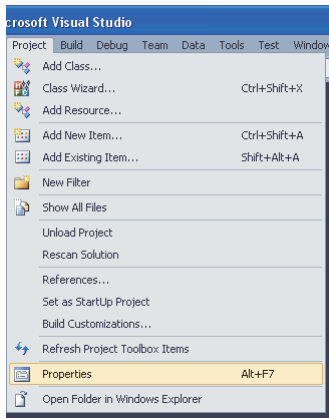 crosoft Visual Studio
Project Build Debug Team Data Tools Test Window
Add Class...
Class Wizard... Ctrl+Shift+X
Add Resource...
Add New Item... Ctrl+Shift+A
Add Existing Item... Shift+Alt+A
New Filter
Show All Files
Unload Project
Rescan Solution
References...
Set as StartUp Project
Build Customizations...
Refresh Project Toolbox Items
Properties Alt+F7
Open Folder in Windows Explorer